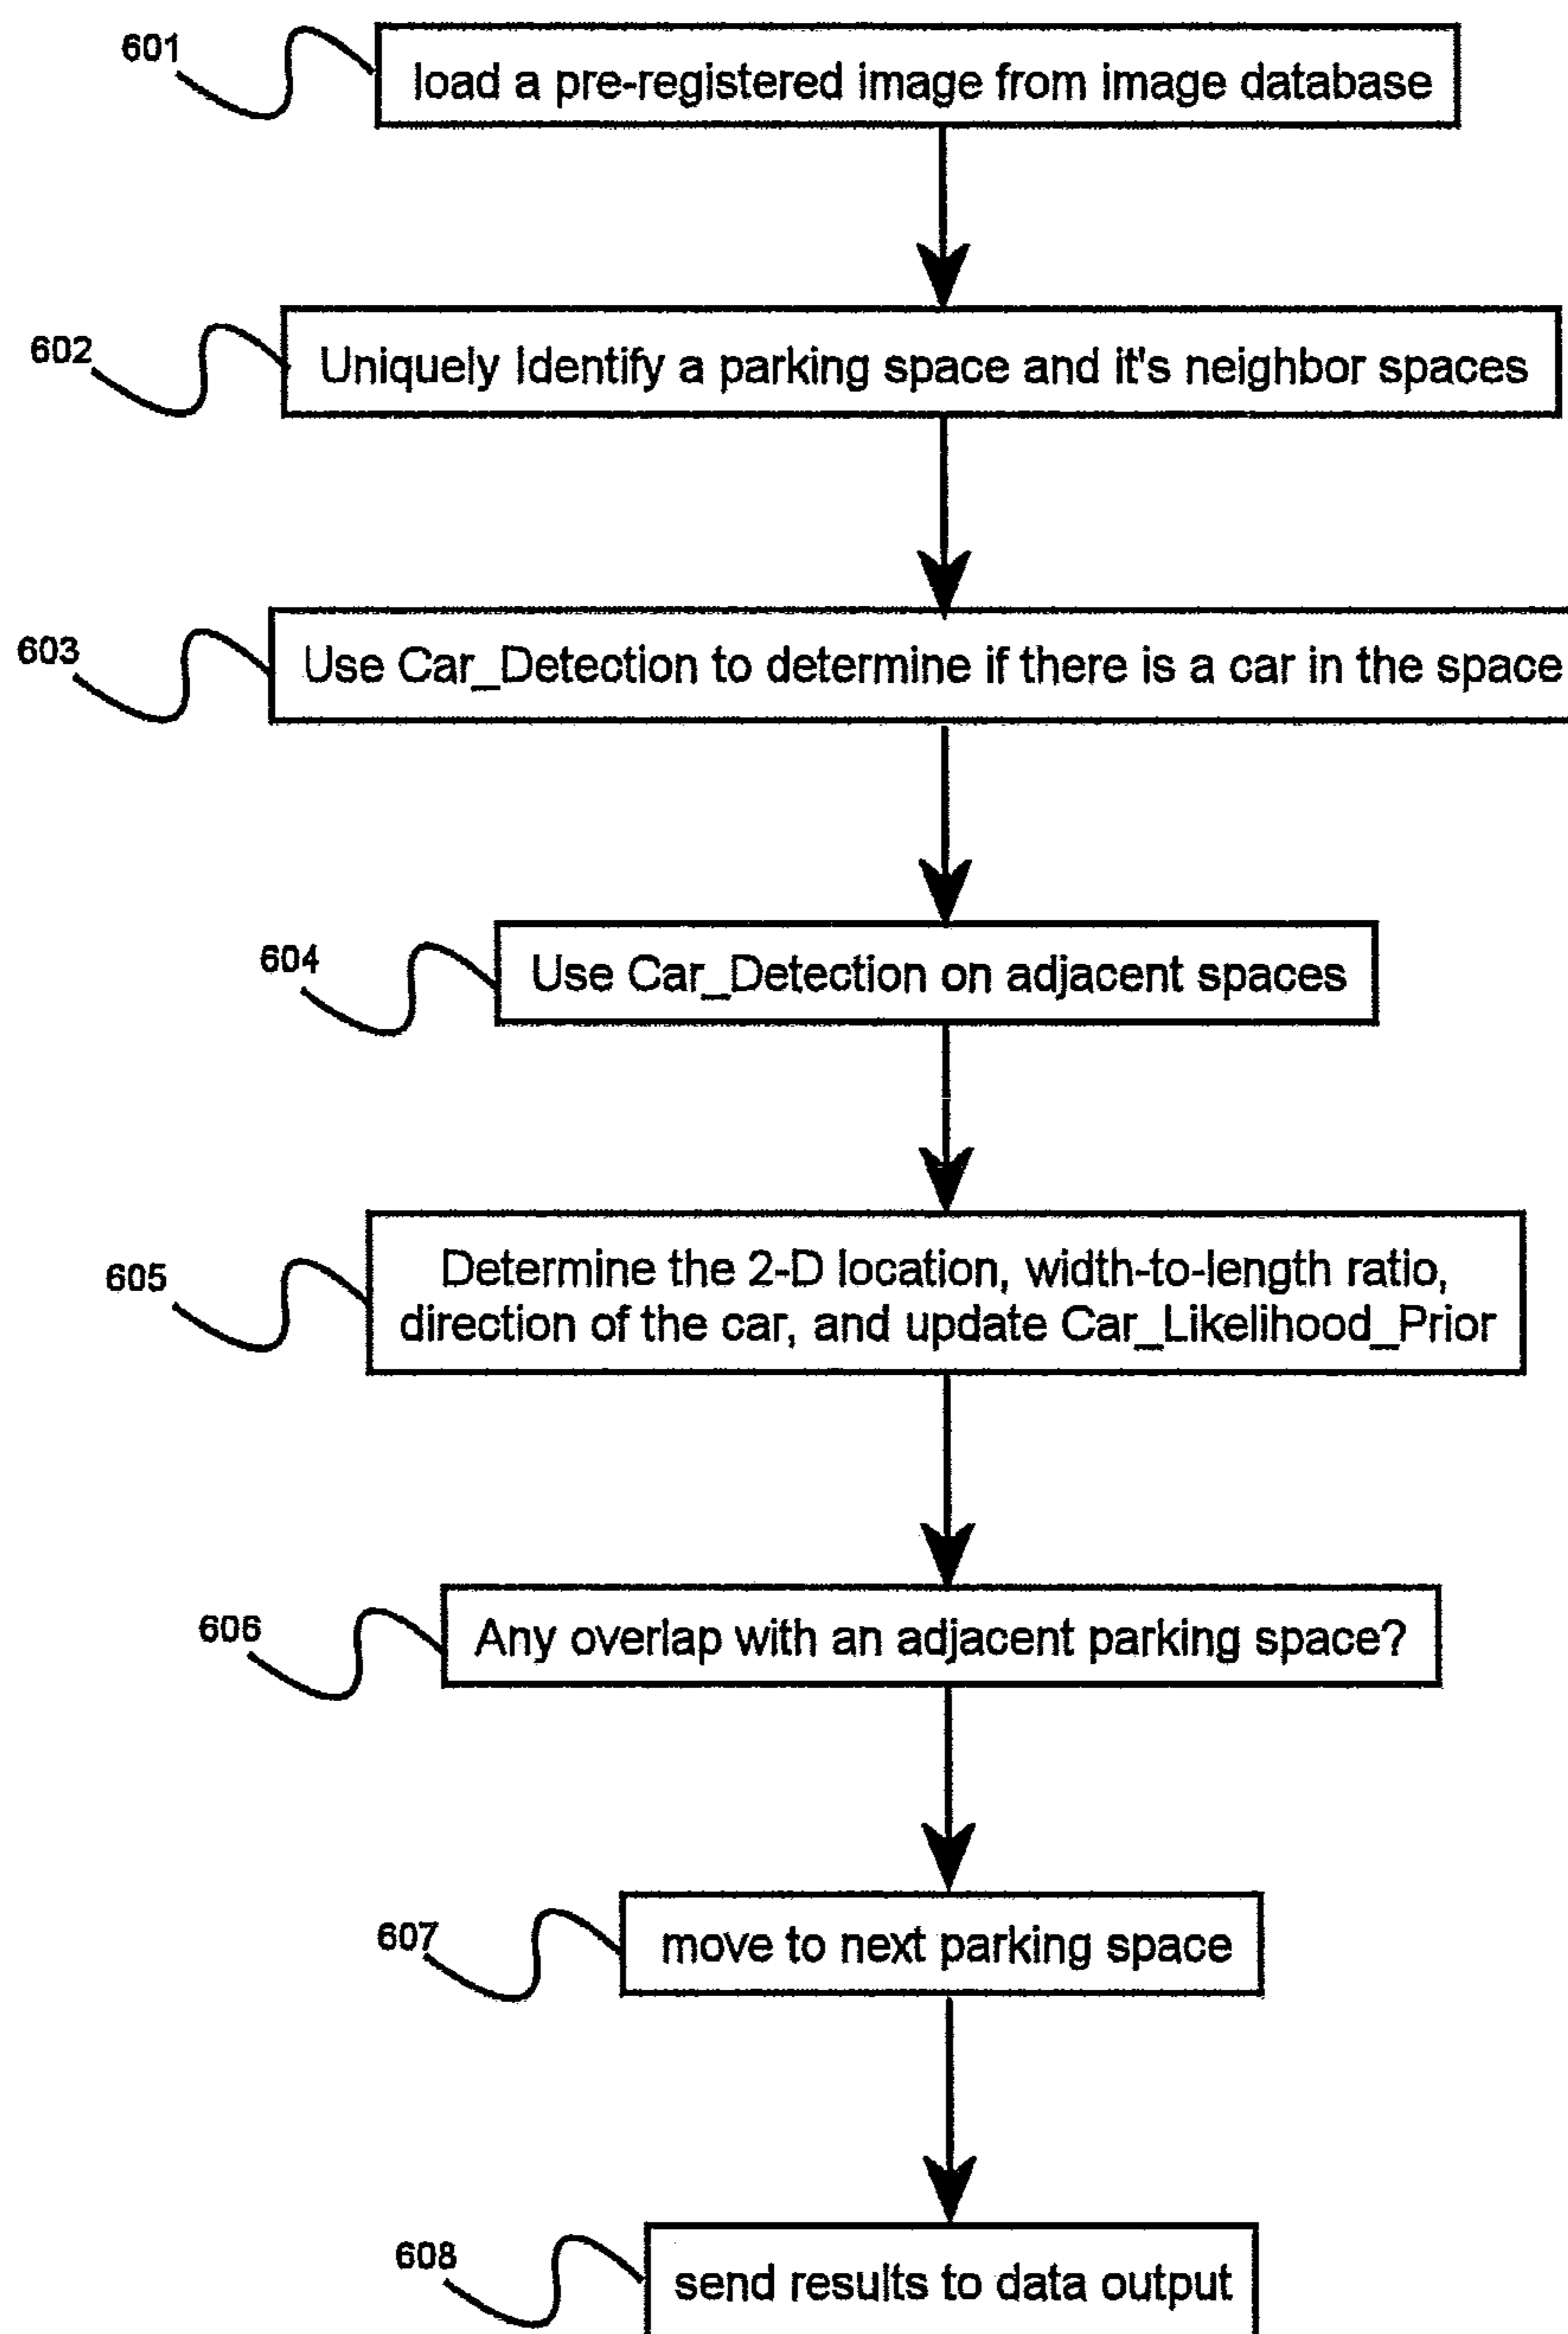 601
load a pre-registered image from image database
602
Uniquely Identify a parking space and it's neighbor spaces
603
Use Car_Detection to determine if there is a car in the space
604
Use Car_Detection on adjacent spaces
605
Determine the 2-D location, width-to-length ratio,
direction of the car, and update Car_Likelihood_Prior
606
Any overlap with an adjacent parking space?
607
move to next parking space
608
send results to data output